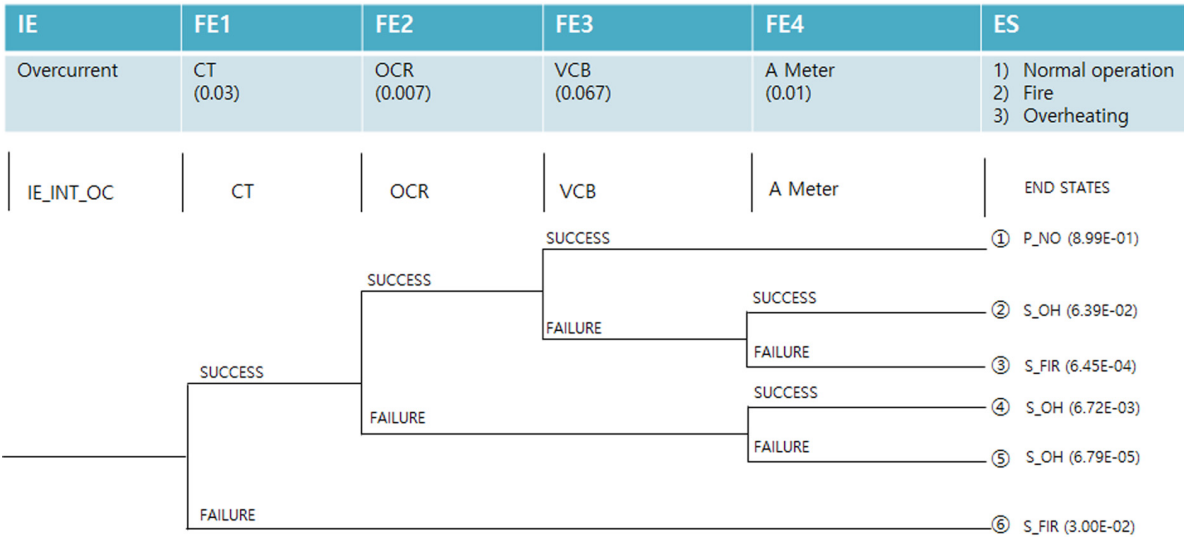 IE FE1 FE2 FE3 FE4 ES
Overcurrent CT OCR VCB A Meter 1) Normal operation
(0.03) (0.007) (0.067) (0.01) 2) Fire
3) Overheating
IE_INT_OC CT OCR VCB A Meter END STATES
SUCCESS ① P_NO (8.99E-01)
SUCCESS
SUCCESS ② S_OH (6.39E-02)
FAILURE
FAILURE ③ S_FIR (6.45E-04)
SUCCESS
SUCCESS ④ S_OH (6.72E-03)
FAILURE
FAILURE ⑤ S_OH (6.79E-05)
FAILURE ⑥ S_FIR (3.00E-02)